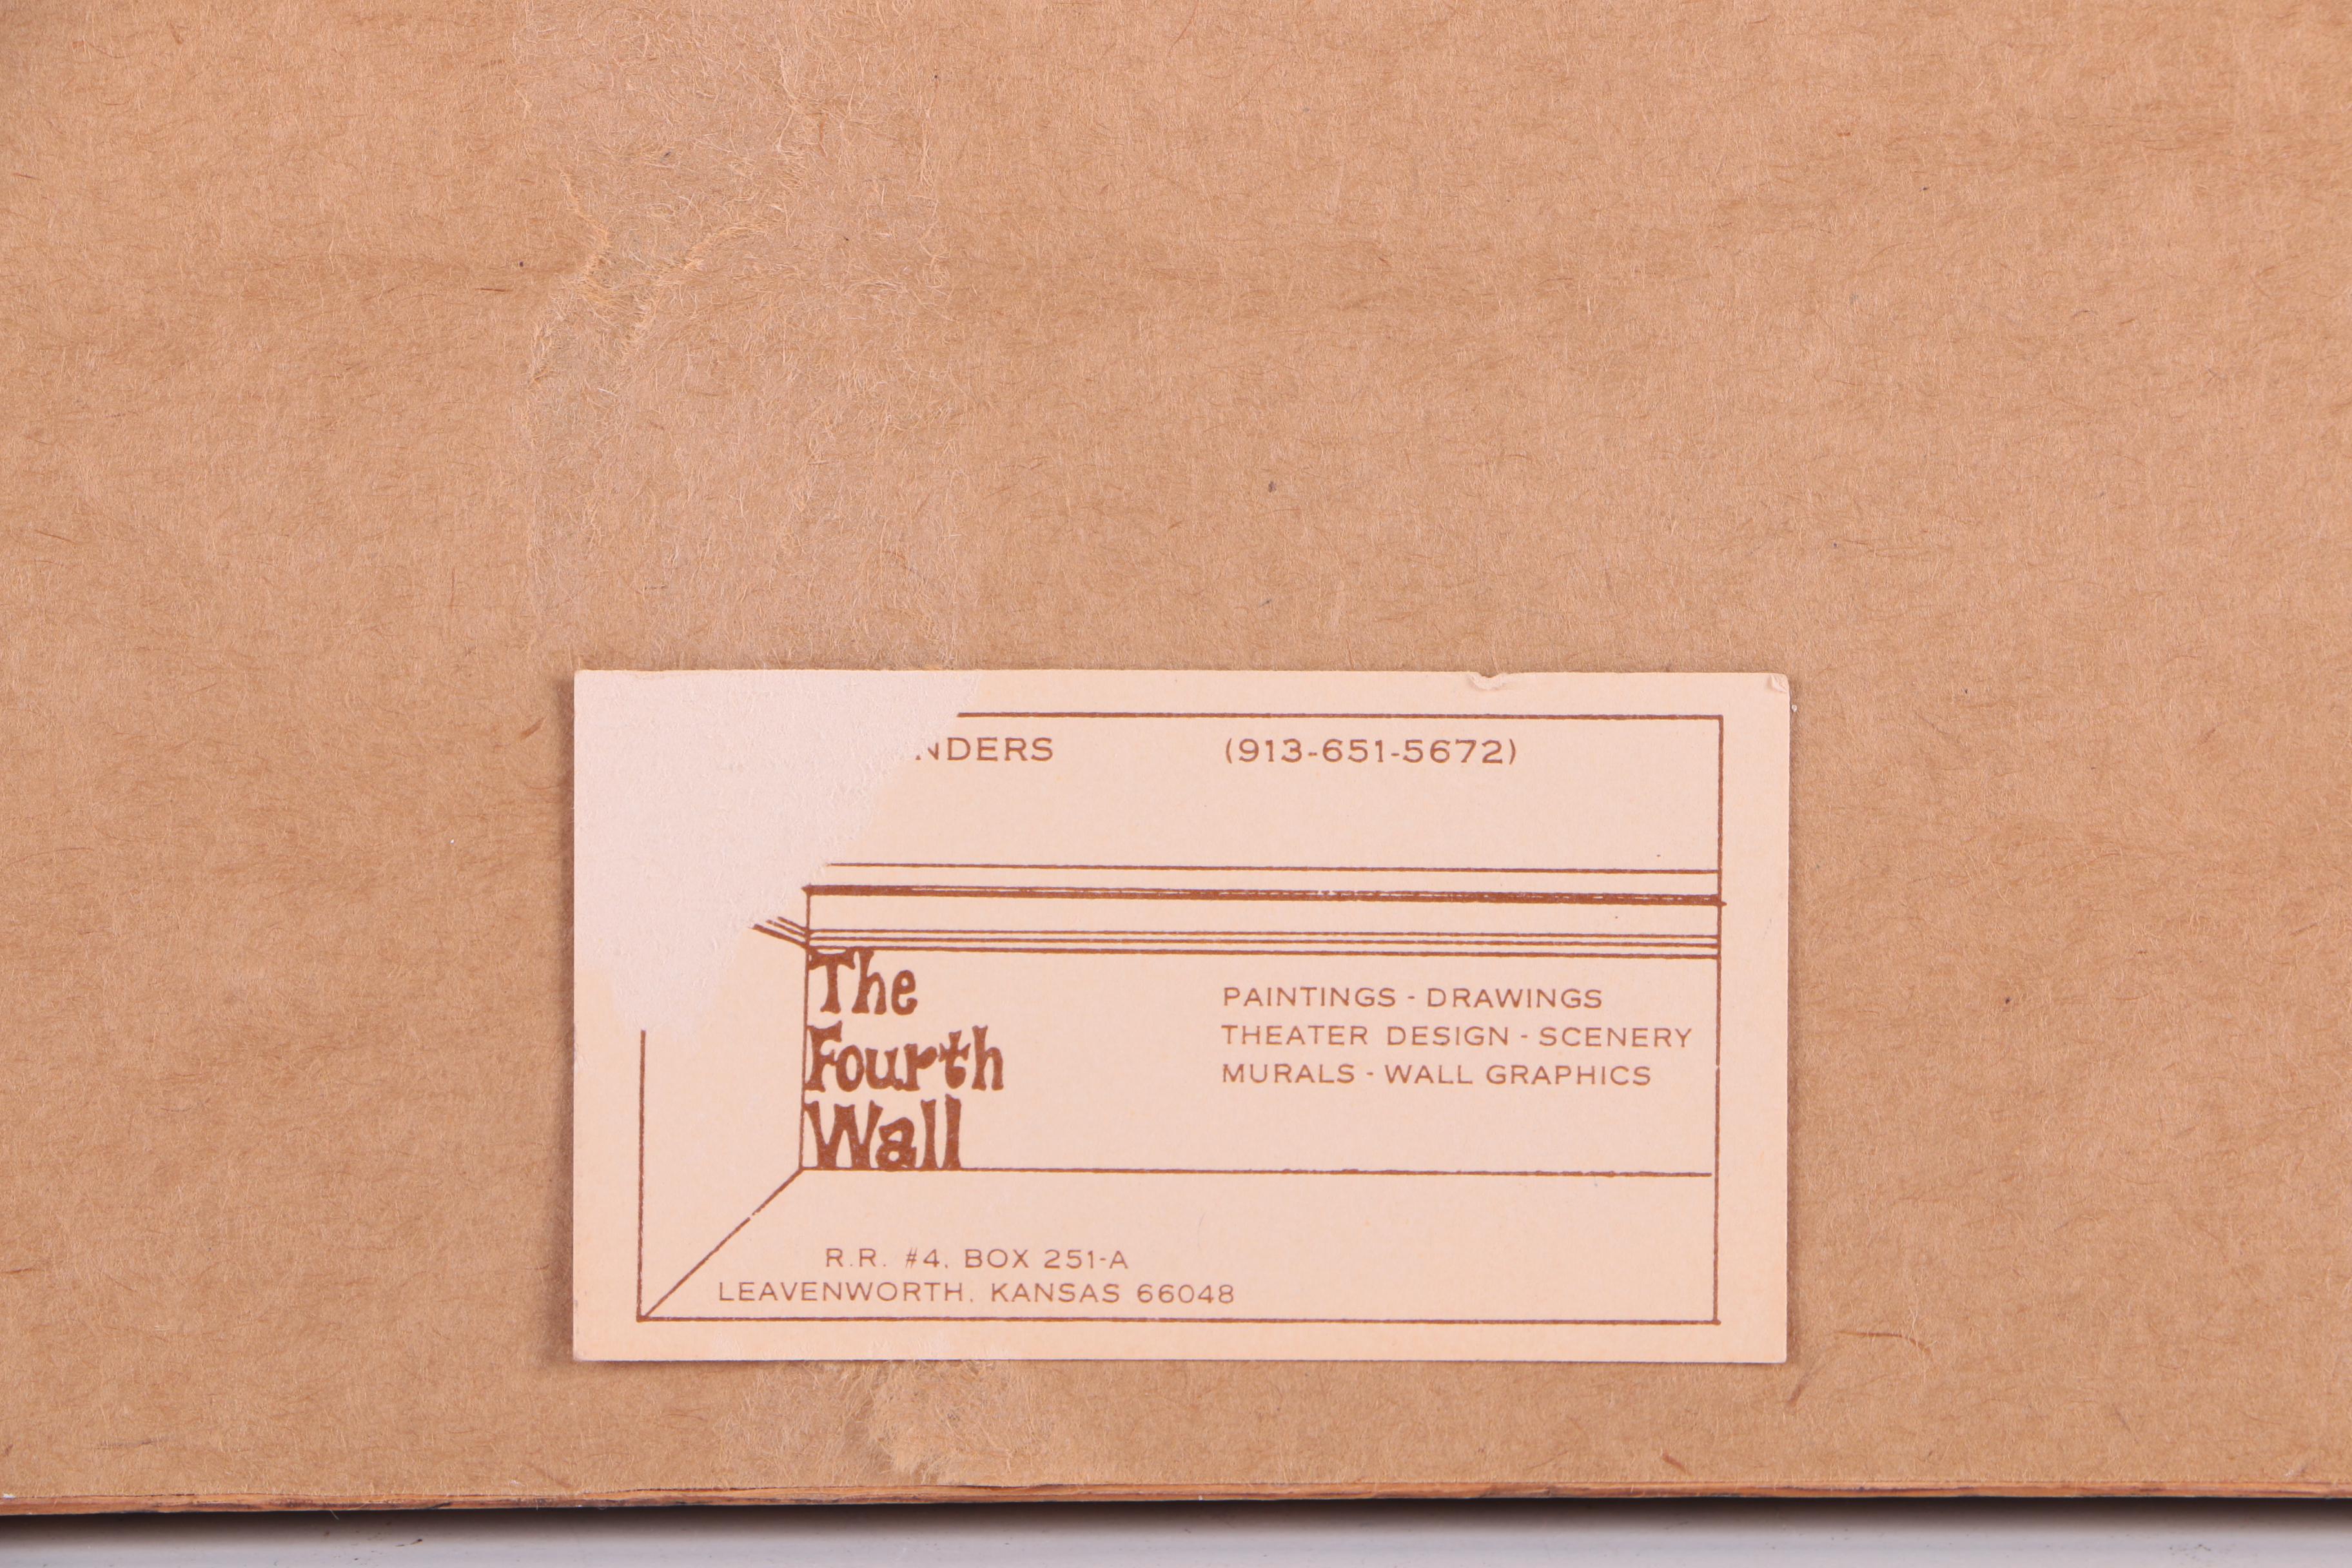 NDERS (913-651-5672)
The
Fourth
Wall
PAINTINGS - DRAWINGS
THEATER DESIGN - SCENERY
MURALS - WALL GRAPHICS
R.R. #4, BOX 251-A
LEAVENWORTH, KANSAS 66048